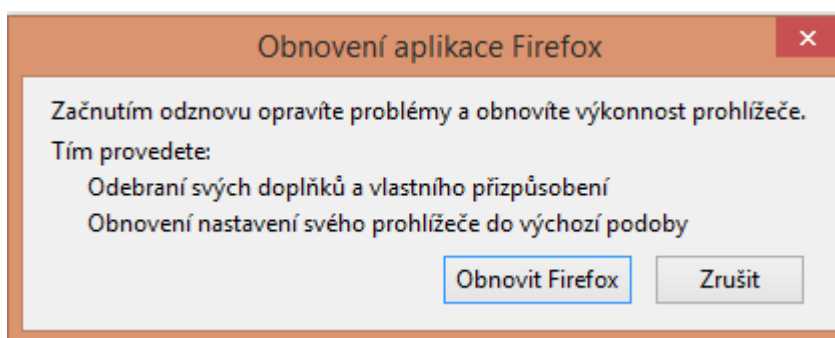 Obnovení aplikace Firefox
Začnutím odznovu opravíte problémy a obnovíte výkonnost prohlížeče.
Tím provedete:
Odebraní svých doplňků a vlastního přizpůsobení
Obnovení nastavení svého prohlížeče do výchozí podoby
Obnovit Firefox
Zrušit